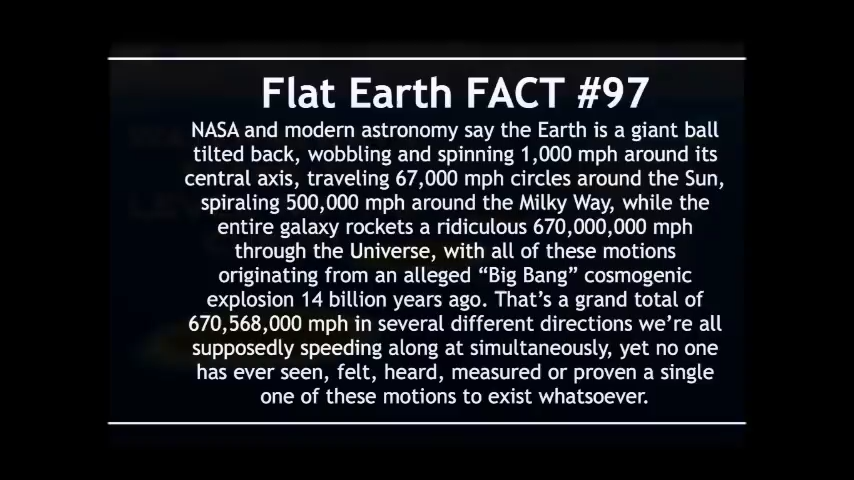 Flat Earth FACT #97
NASA and modern astronomy say the Earth is a giant ball
tilted back, wobbling and spinning 1,000 mph around its
central axis, traveling 67,000 mph circles around the Sun,
spiraling 500,000 mph around the Milky Way, while the
entire galaxy rockets a ridiculous 670,000,000 mph
through the Universe, with all of these motions
originating from an alleged “Big Bang” cosmogenic
explosion 14 billion years ago. That’s a grand total of
670,568,000 mph in several different directions we’re all
supposedly speeding along at simultaneously, yet no one
has ever seen, felt, heard, measured or proven a single
one of these motions to exist whatsoever.